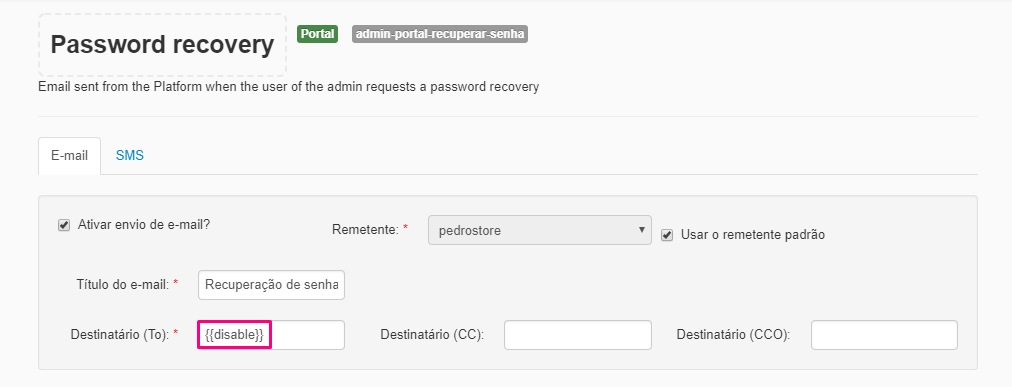 Password recovery Portal admin-portal-recuperar-senha
Email sent from the Platform when the user of the admin requests a password recovery
E-mail SMS
Ativar envio de e-mail? Remetente: * pedrostore Usar o remetente padrão
Título do e-mail: * Recuperação de senha
Destinatário (To): * {{disable}} Destinatário (CC): Destinatário (CCO):